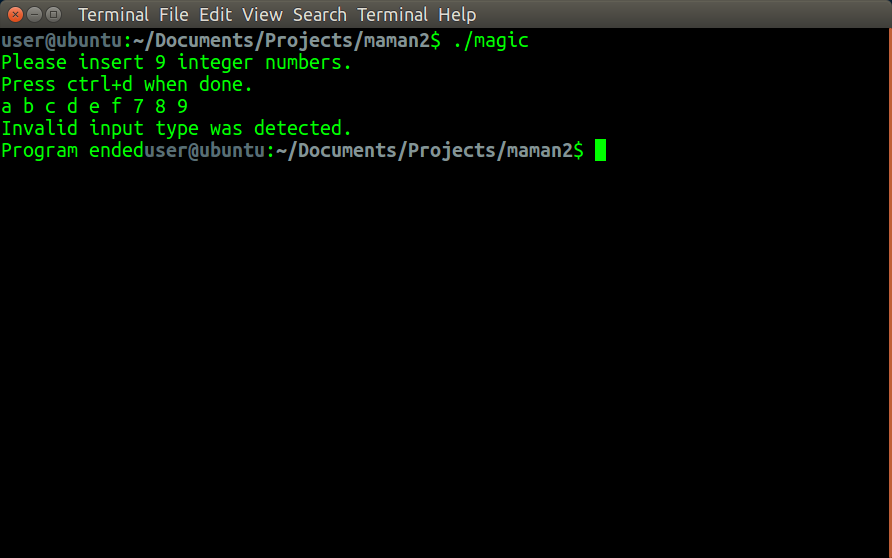 Terminal File Edit View Search Terminal Help
user@ubuntu:~/Documents/Projects/maman2$ ./magic
Please insert 9 integer numbers.
Press ctrl+d when done.
a b c d e f 7 8 9
Invalid input type was detected.
Program endeduser@ubuntu:~/Documents/Projects/maman2$